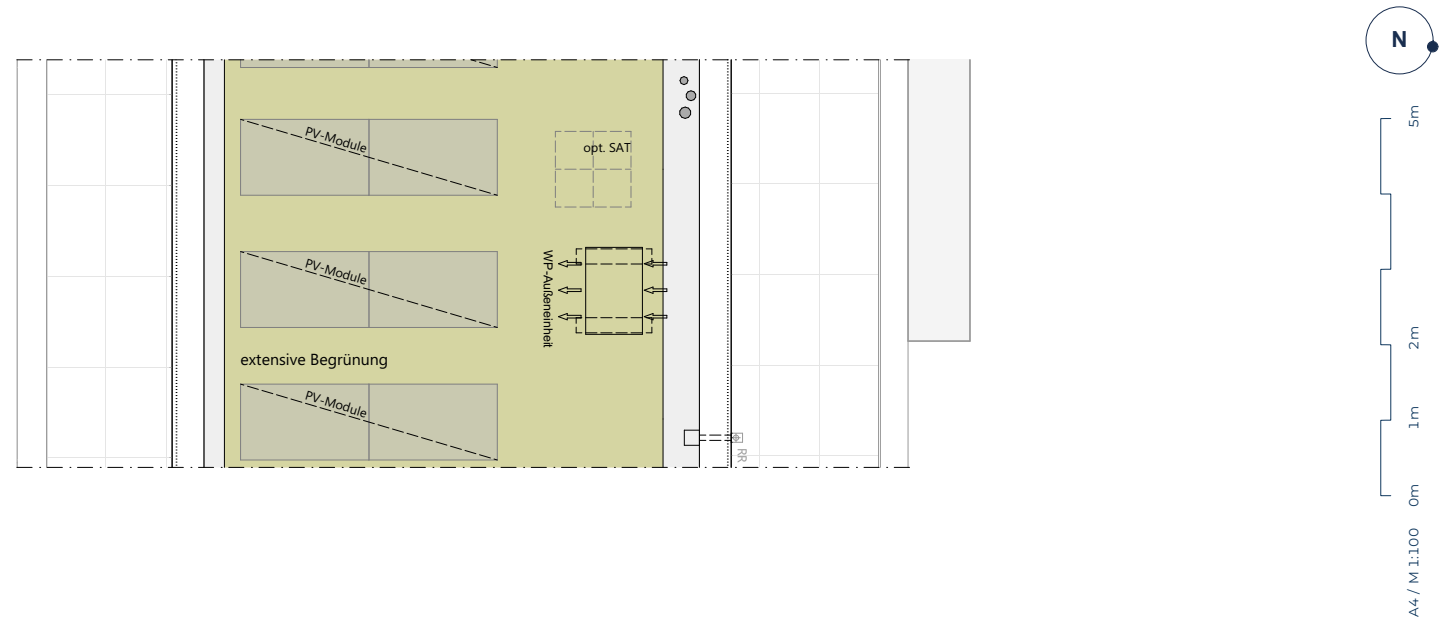 N
PV-Module
opt. SAT
PV-Module
WP-Außeneinheit
extensive Begrünung
PV-Module
RR
5m
2m
1m
0m
A4 / M 1:100